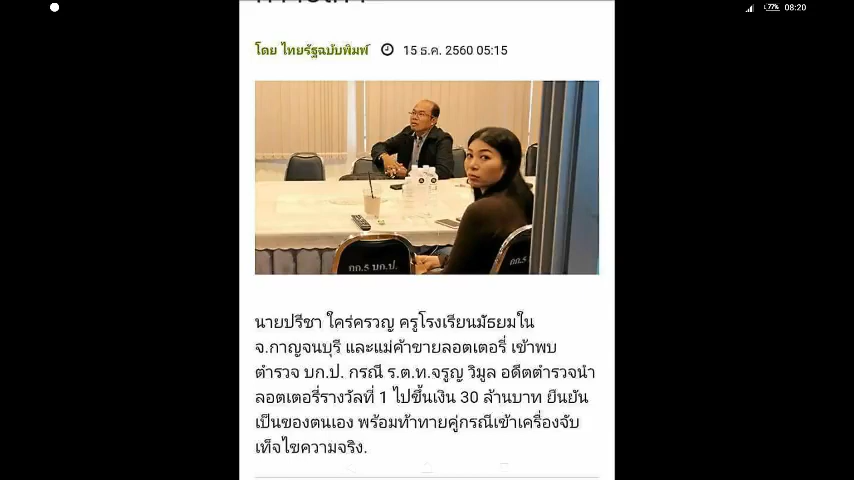 77% 08:20
โดย ไทยรัฐฉบับพิมพ์ 15 ธ.ค. 2560 05:15
กก.5 บก.ป.
กก.5 บก.ป.
นายปรีชา ใคร่ครวญ ครูโรงเรียนมัธยมใน
จ.กาญจนบุรี และแม่ค้าขายลอตเตอรี่ เข้าพบ
ตำรวจ บก.ป. กรณี ร.ต.ท.จรูญ วิมูล อดีตตำรวจนำ
ลอตเตอรี่รางวัลที่ 1 ไปขึ้นเงิน 30 ล้านบาท ยืนยัน
เป็นของตนเอง พร้อมท้าทายคู่กรณีเข้าเครื่องจับ
เท็จไขความจริง.